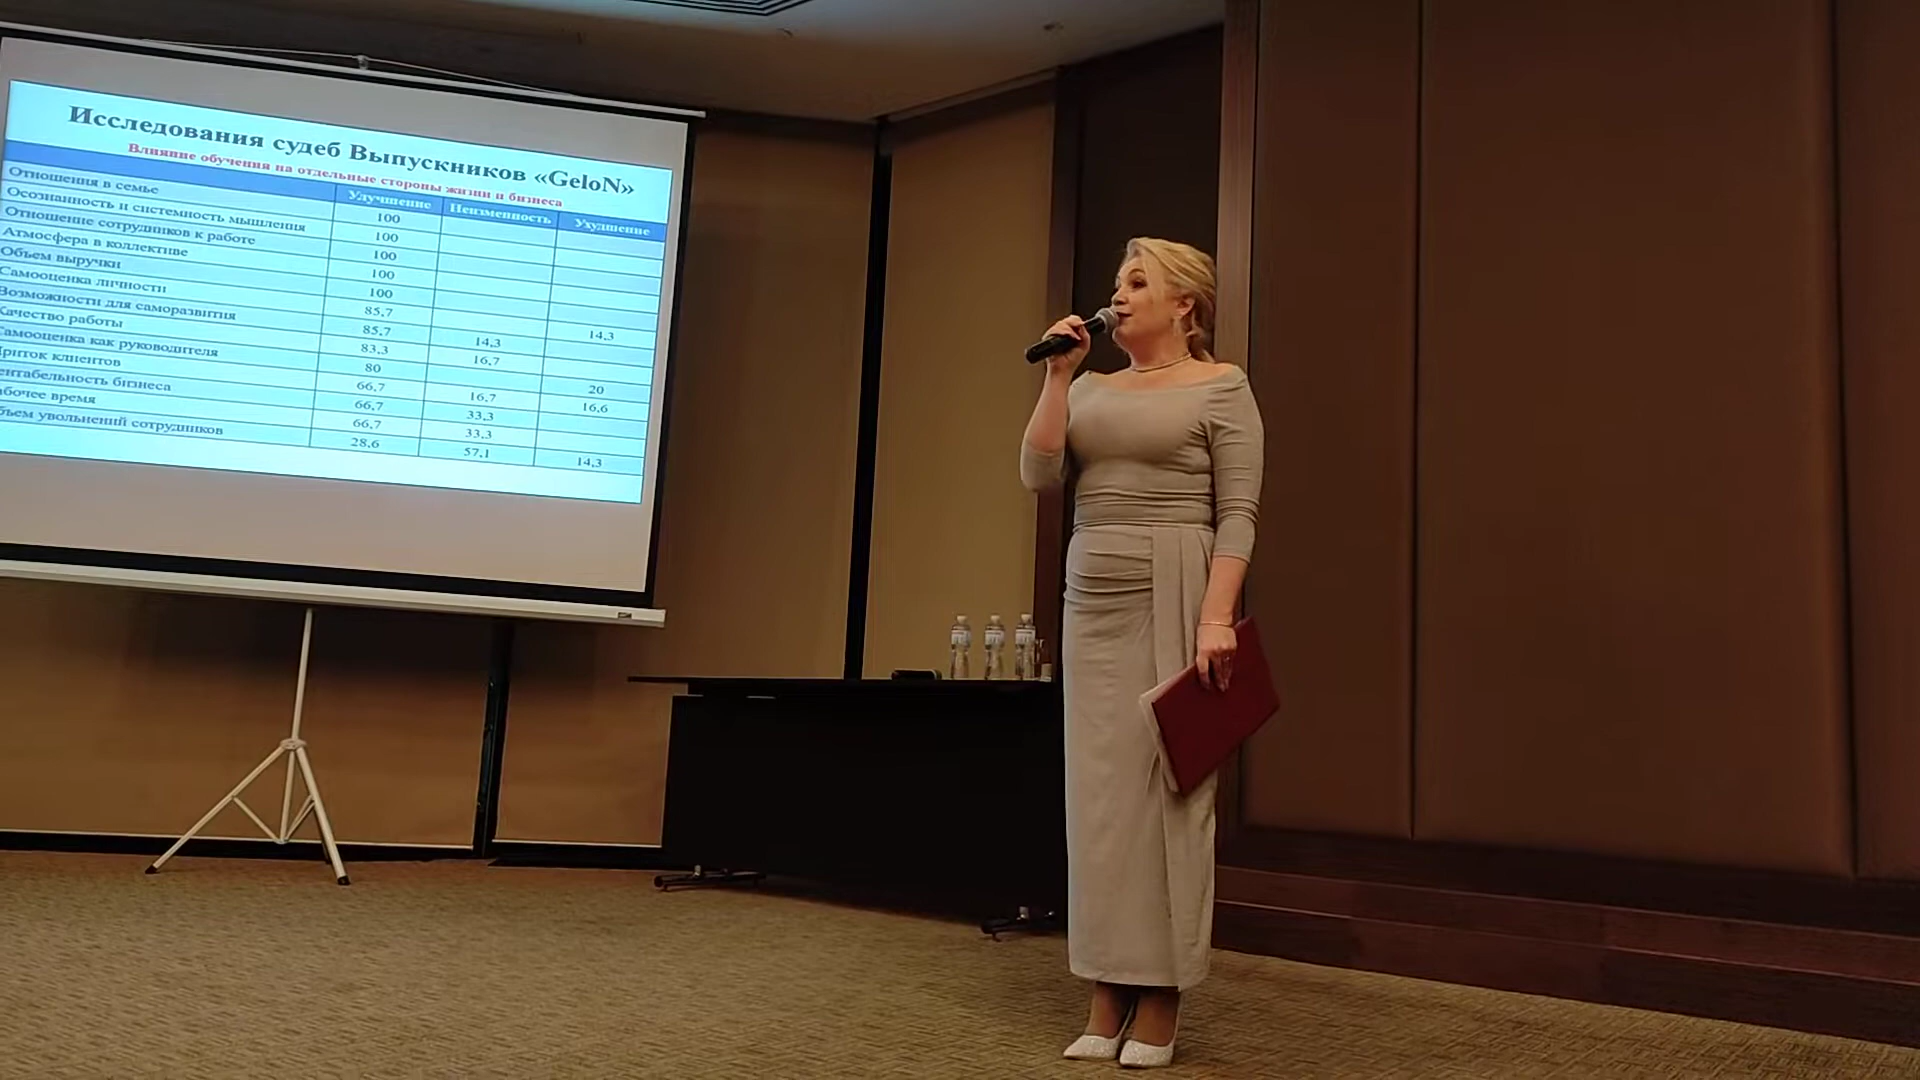 Исследования судеб Выпускников «GeloN»
Влияние обучения на отдельные стороны жизни и бизнеса
Улучшение Неизменность Ухудшение
Отношения в семье 100
Осознанность и системность мышления 100
Отношение сотрудников к работе 100
Атмосфера в коллективе 100
Объем выручки 100
Самооценка личности 85,7 14,3
Возможности для саморазвития 85,7 14,3
Качество работы 83,3 16,7
амооценка как руководителя 80 20
риток клиентов 66,7 16,7 16,6
ентабельность бизнеса 66,7 33,3
абочее время 66,7 33,3
бъем увольнений сотрудников 28,6 57,1 14,3